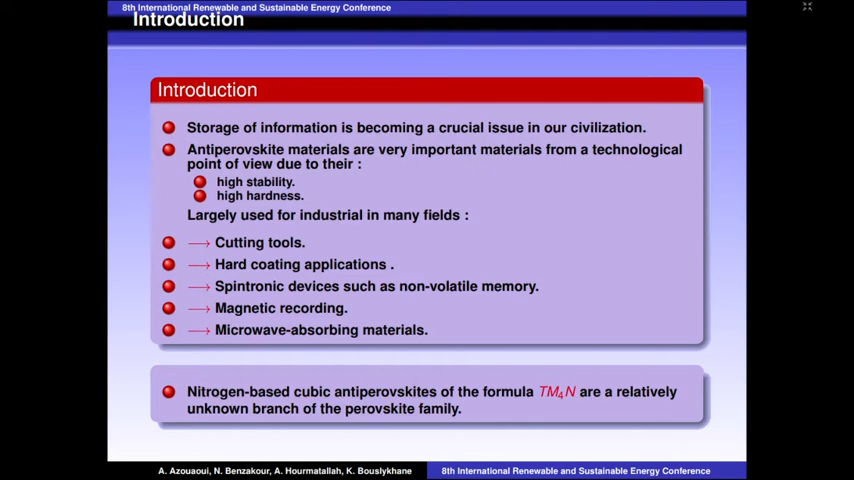 8th International Renewable and Sustainable Energy Conference
Introduction
Introduction
Storage of information is becoming a crucial issue in our civilization.
Antiperovskite materials are very important materials from a technological
point of view due to their :
high stability.
high hardness.
Largely used for industrial in many fields :
⟶ Cutting tools.
⟶ Hard coating applications .
⟶ Spintronic devices such as non-volatile memory.
⟶ Magnetic recording.
⟶ Microwave-absorbing materials.
Nitrogen-based cubic antiperovskites of the formula TM₄N are a relatively
unknown branch of the perovskite family.
A. Azouaoui, N. Benzakour, A. Hourmatallah, K. Bouslykhane
8th International Renewable and Sustainable Energy Conference